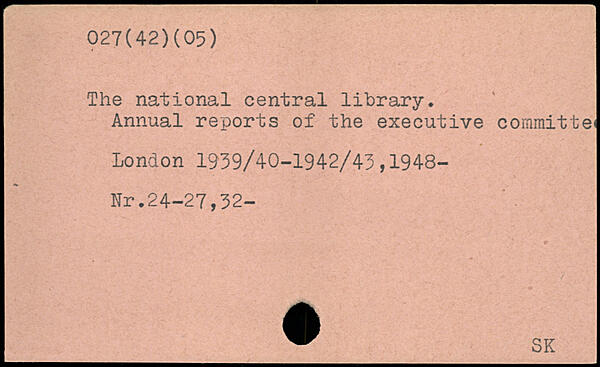 027(42)(05)
The national central library.
Annual reports of the executive committee
London 1939/40-1942/43,1948-
Nr.24-27,32-
SK